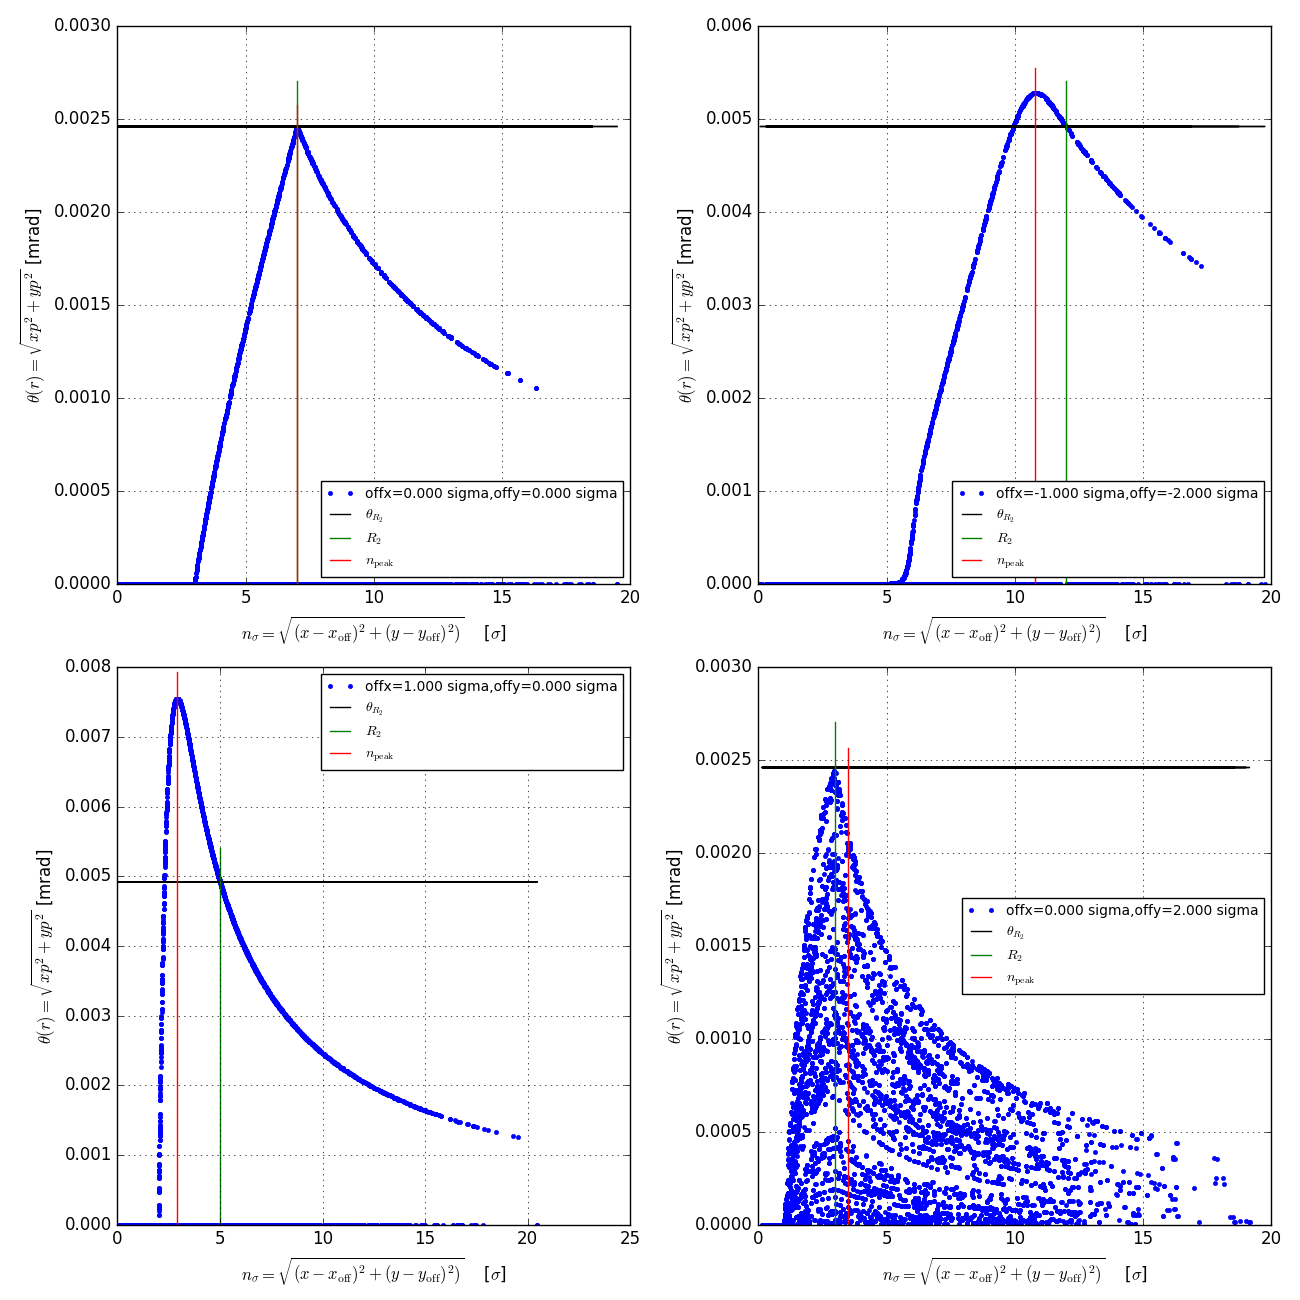 0.0030
0.0025
0.0020
0.0015
0.0010
0.0005
0.0000
0 5 10 15 20
θ(r) = √(xp² + yp²) [mrad]
n_σ = √((x − x_off)² + (y − y_off)²) [σ]
offx=0.000 sigma,offy=0.000 sigma
θ_R₂
R₂
n_peak
0.006
0.005
0.004
0.003
0.002
0.001
0.000
0 5 10 15 20
θ(r) = √(xp² + yp²) [mrad]
n_σ = √((x − x_off)² + (y − y_off)²) [σ]
offx=-1.000 sigma,offy=-2.000 sigma
θ_R₂
R₂
n_peak
0.008
0.007
0.006
0.005
0.004
0.003
0.002
0.001
0.000
0 5 10 15 20 25
θ(r) = √(xp² + yp²) [mrad]
n_σ = √((x − x_off)² + (y − y_off)²) [σ]
offx=1.000 sigma,offy=0.000 sigma
θ_R₂
R₂
n_peak
0.0030
0.0025
0.0020
0.0015
0.0010
0.0005
0.0000
0 5 10 15 20
θ(r) = √(xp² + yp²) [mrad]
n_σ = √((x − x_off)² + (y − y_off)²) [σ]
offx=0.000 sigma,offy=2.000 sigma
θ_R₂
R₂
n_peak